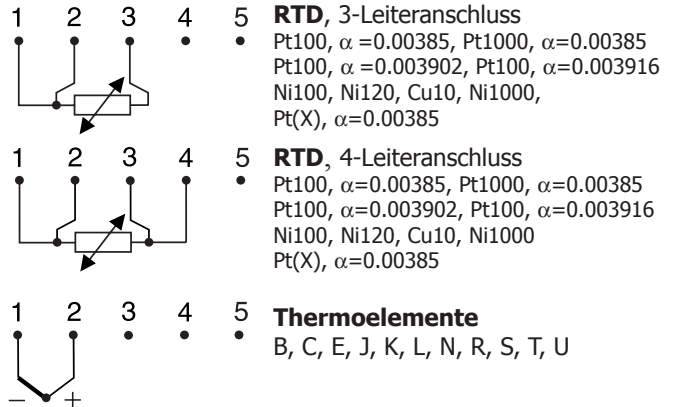 1 2 3 4 5
RTD, 3-Leiteranschluss
Pt100, α =0.00385, Pt1000, α=0.00385
Pt100, α =0.003902, Pt100, α=0.003916
Ni100, Ni120, Cu10, Ni1000,
Pt(X), α=0.00385
1 2 3 4 5
RTD, 4-Leiteranschluss
Pt100, α=0.00385, Pt1000, α=0.00385
Pt100, α=0.003902, Pt100, α=0.003916
Ni100, Ni120, Cu10, Ni1000
Pt(X), α=0.00385
1 2 3 4 5
Thermoelemente
B, C, E, J, K, L, N, R, S, T, U
– +